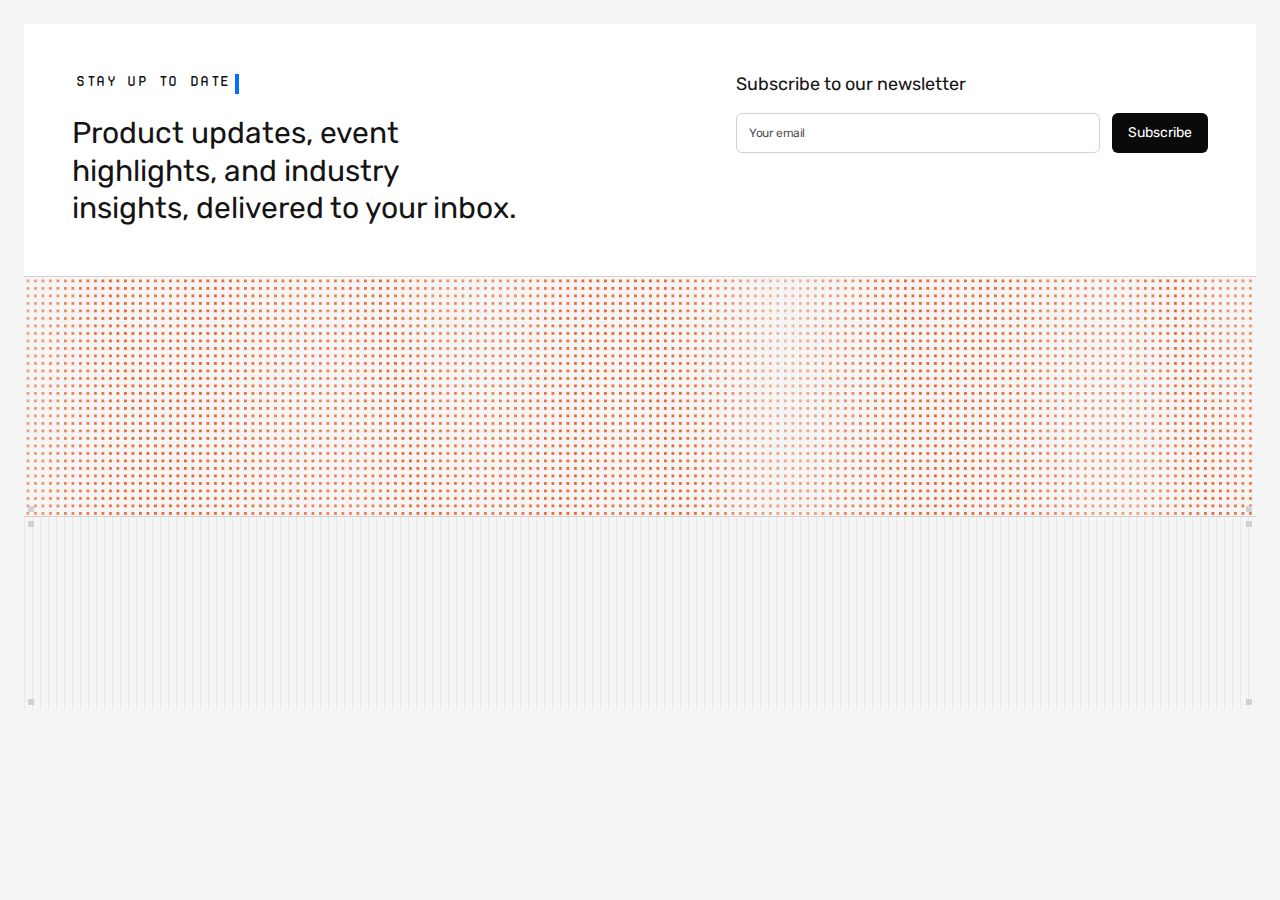 STAY UP TO DATE
Product updates, event
highlights, and industry
insights, delivered to your inbox.
Subscribe to our newsletter
Your email
Subscribe